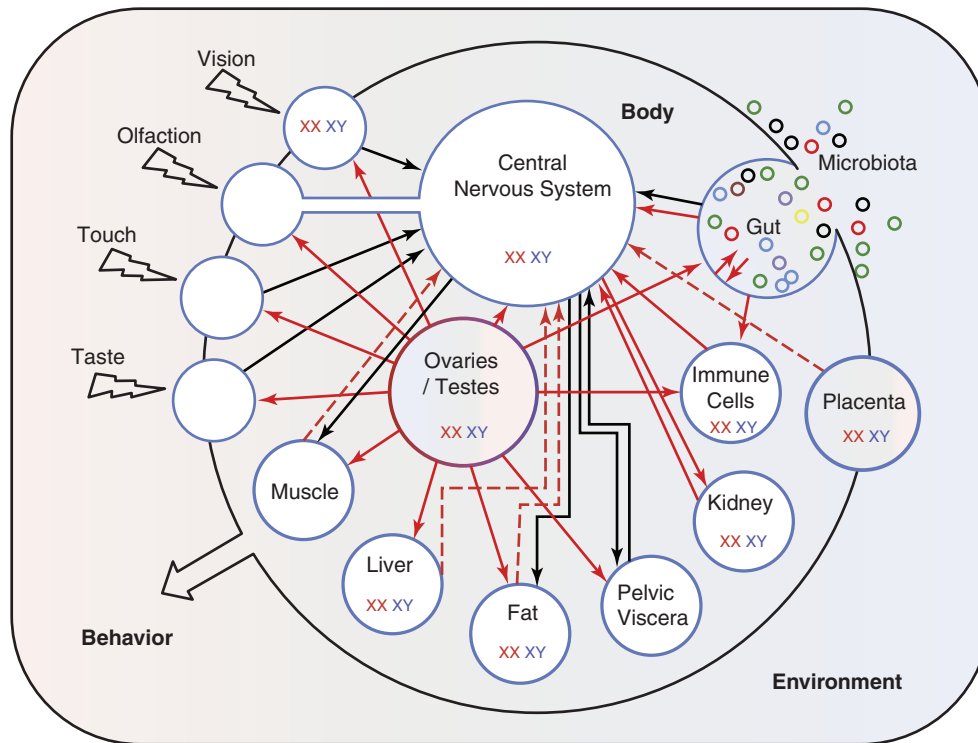 Vision
XX XY
Olfaction
Touch
Taste
Central
Nervous System
XX XY
Body
Microbiota
Gut
Ovaries
/ Testes
XX XY
Immune
Cells
XX XY
Placenta
XX XY
Muscle
Kidney
XX XY
Liver
XX XY
Fat
XX XY
Pelvic
Viscera
Behavior
Environment